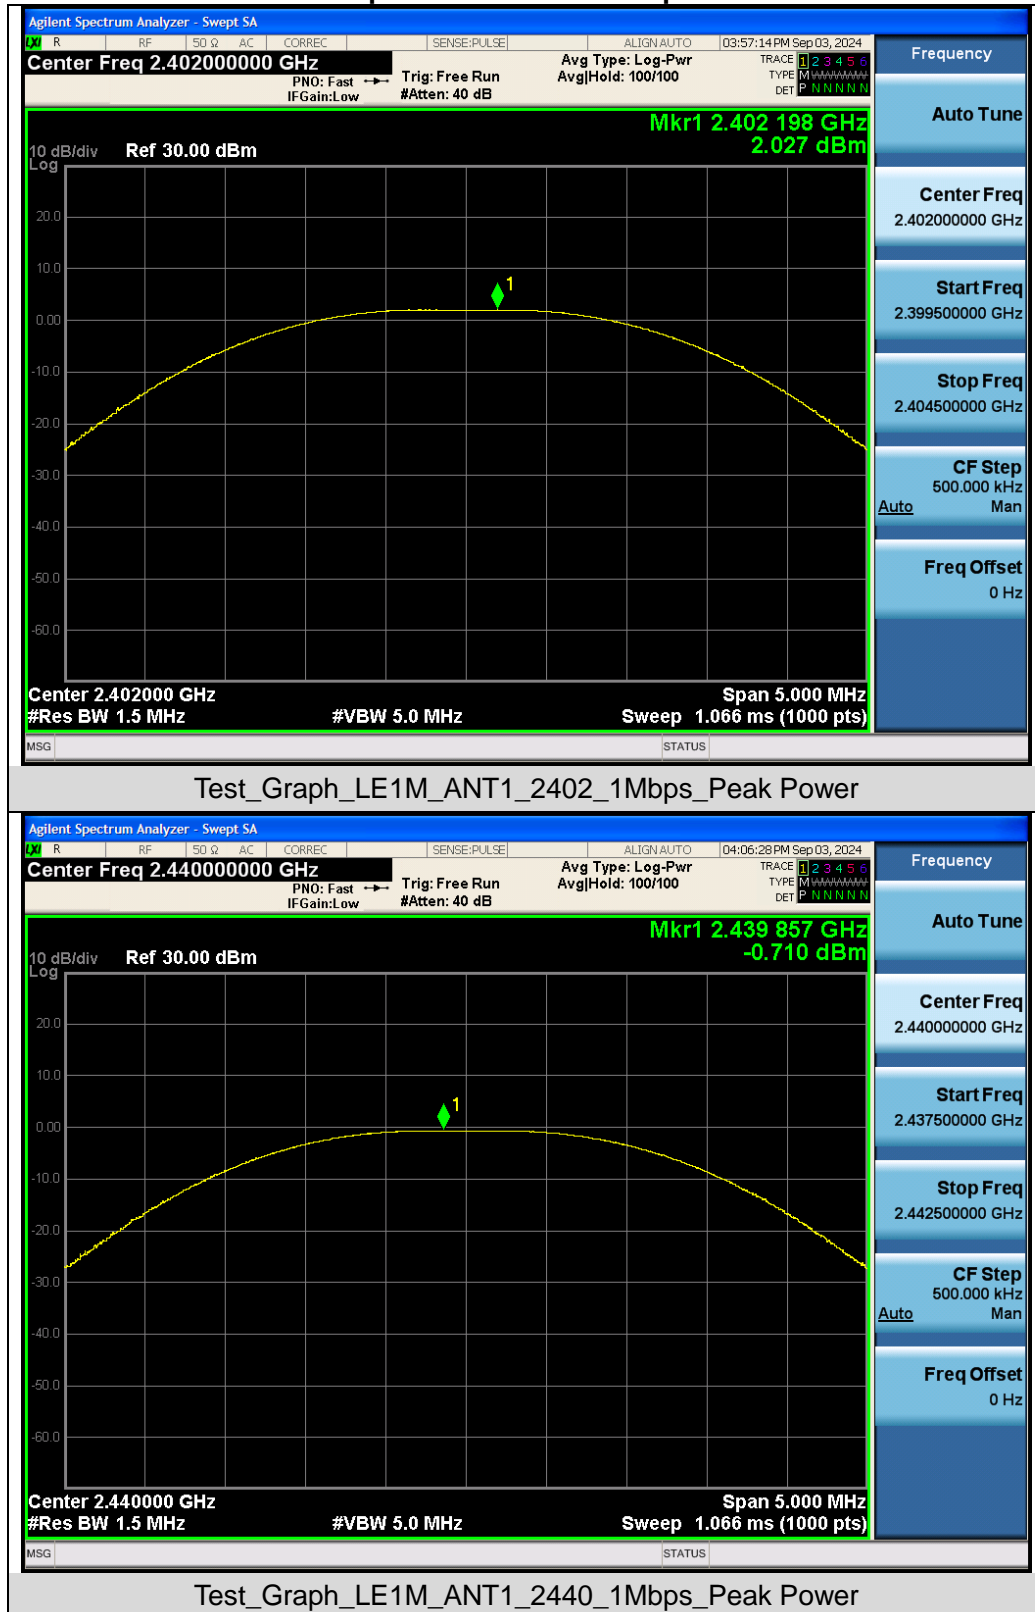 Agilent Spectrum Analyzer - Swept SA
LXI R RF 50 Ω AC CORREC SENSE:PULSE ALIGN AUTO 03:57:14 PM Sep 03, 2024
Center Freq 2.402000000 GHz
PNO: Fast
IFGain:Low
Trig: Free Run
#Atten: 40 dB
Avg Type: Log-Pwr
Avg|Hold: 100/100
TRACE 1 2 3 4 5 6
TYPE M
DET P N N N N N
Mkr1 2.402 198 GHz
2.027 dBm
10 dB/div Ref 30.00 dBm
Log
20.0
10.0
1
0.00
-10.0
-20.0
-30.0
-40.0
-50.0
-60.0
Center 2.402000 GHz Span 5.000 MHz
#Res BW 1.5 MHz #VBW 5.0 MHz Sweep 1.066 ms (1000 pts)
MSG STATUS
Frequency
Auto Tune
Center Freq
2.402000000 GHz
Start Freq
2.399500000 GHz
Stop Freq
2.404500000 GHz
CF Step
500.000 kHz
Auto Man
Freq Offset
0 Hz
Test_Graph_LE1M_ANT1_2402_1Mbps_Peak Power
Agilent Spectrum Analyzer - Swept SA
LXI R RF 50 Ω AC CORREC SENSE:PULSE ALIGN AUTO 04:06:28 PM Sep 03, 2024
Center Freq 2.440000000 GHz
PNO: Fast
IFGain:Low
Trig: Free Run
#Atten: 40 dB
Avg Type: Log-Pwr
Avg|Hold: 100/100
TRACE 1 2 3 4 5 6
TYPE M
DET P N N N N N
Mkr1 2.439 857 GHz
-0.710 dBm
10 dB/div Ref 30.00 dBm
Log
20.0
10.0
1
0.00
-10.0
-20.0
-30.0
-40.0
-50.0
-60.0
Center 2.440000 GHz Span 5.000 MHz
#Res BW 1.5 MHz #VBW 5.0 MHz Sweep 1.066 ms (1000 pts)
MSG STATUS
Frequency
Auto Tune
Center Freq
2.440000000 GHz
Start Freq
2.437500000 GHz
Stop Freq
2.442500000 GHz
CF Step
500.000 kHz
Auto Man
Freq Offset
0 Hz
Test_Graph_LE1M_ANT1_2440_1Mbps_Peak Power